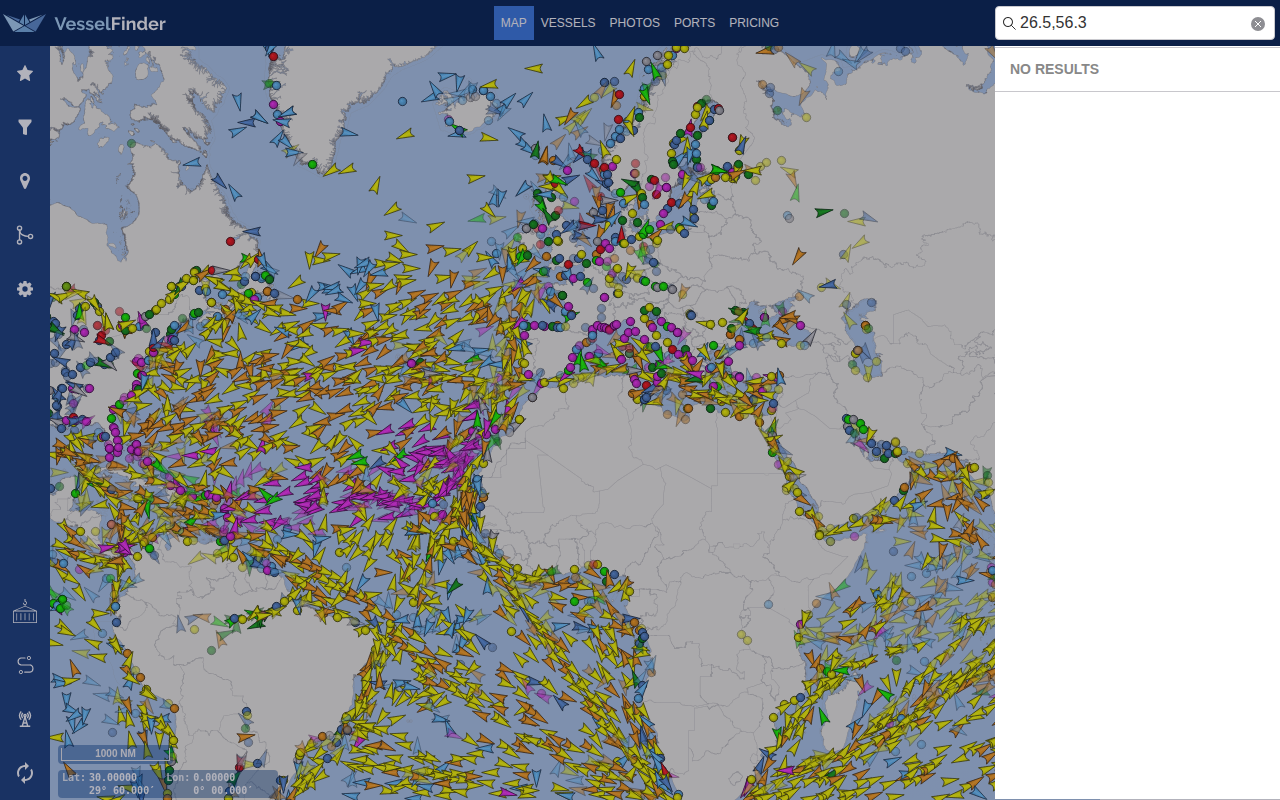 VesselFinder
MAP VESSELS PHOTOS PORTS PRICING
26.5,56.3
NO RESULTS
1000 NM
Lat: 30.00000 Lon: 0.00000
29° 60.000´ 0° 00.000´